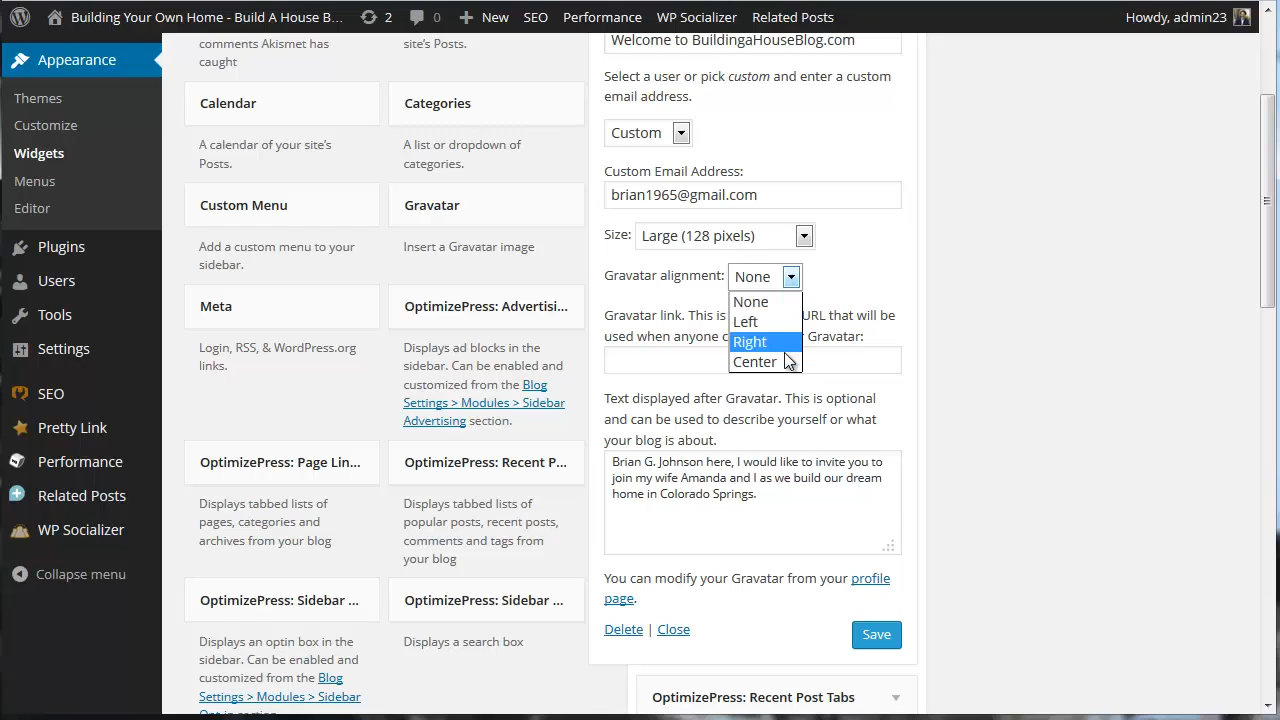 Building Your Own Home - Build A House B... 2 0 New SEO Performance WP Socializer Related Posts Howdy, admin23
Appearance
Themes
Customize
Widgets
Menus
Editor
Plugins
Users
Tools
Settings
SEO
Pretty Link
Performance
Related Posts
WP Socializer
Collapse menu
comments Akismet has
caught
Calendar
A calendar of your site's
Posts.
Custom Menu
Add a custom menu to your
sidebar.
Meta
Login, RSS, & WordPress.org
links.
OptimizePress: Page Lin...
Displays tabbed lists of
pages, categories and
archives from your blog
OptimizePress: Sidebar ...
Displays an optin box in the
sidebar. Can be enabled and
customized from the Blog
Settings > Modules > Sidebar
site's Posts.
Categories
A list or dropdown of
categories.
Gravatar
Insert a Gravatar image
OptimizePress: Advertisi...
Displays ad blocks in the
sidebar. Can be enabled and
customized from the Blog
Settings > Modules > Sidebar
Advertising section.
OptimizePress: Recent P...
Displays tabbed lists of
popular posts, recent posts,
comments and tags from
your blog
OptimizePress: Sidebar ...
Displays a search box
Welcome to BuildingaHouseBlog.com
Select a user or pick custom and enter a custom
email address.
Custom
Custom Email Address:
brian1965@gmail.com
Size: Large (128 pixels)
Gravatar alignment: None
None
Left
Right
Center
Gravatar link. This is URL that will be
used when anyone Gravatar:
Text displayed after Gravatar. This is optional
and can be used to describe yourself or what
your blog is about.
Brian G. Johnson here, I would like to invite you to
join my wife Amanda and I as we build our dream
home in Colorado Springs.
You can modify your Gravatar from your profile
page.
Delete | Close
Save
OptimizePress: Recent Post Tabs